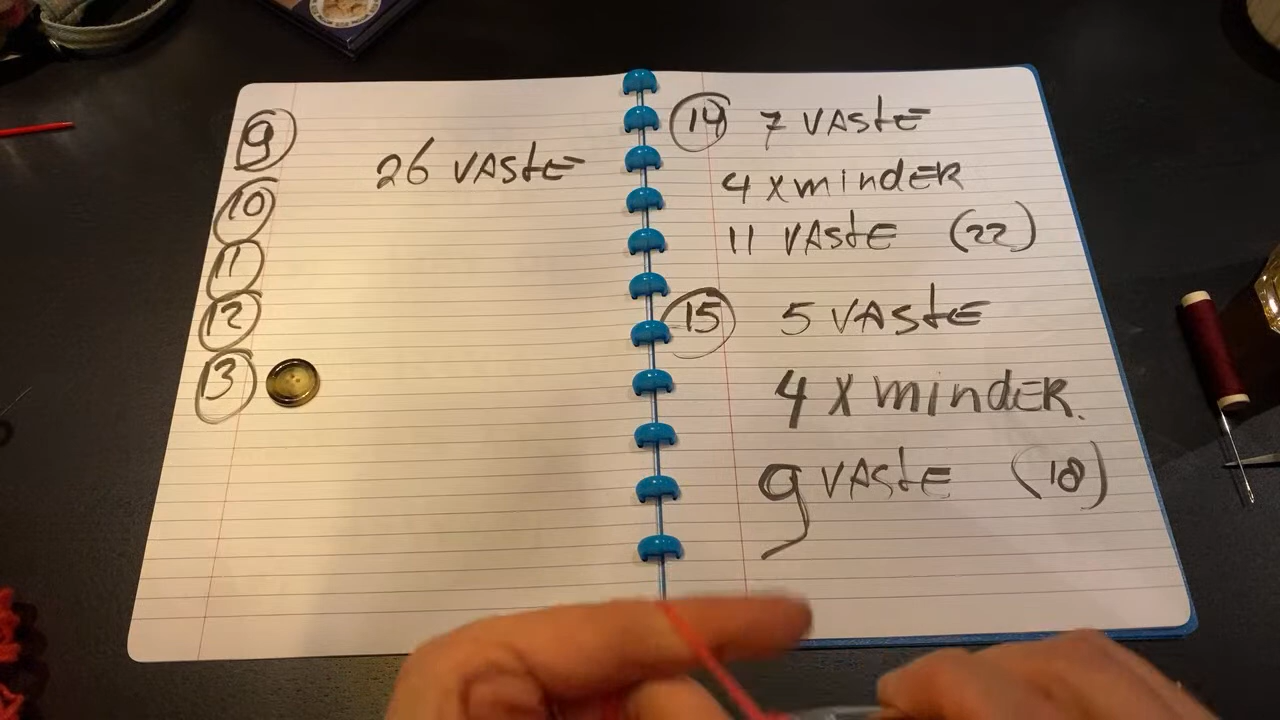 9
26 VASTE
10
11
12
13
14 7 VASTE
4 X minder
11 VASTE (22)
15 5 VASTE
4 X minder.
9 VASTE (18)